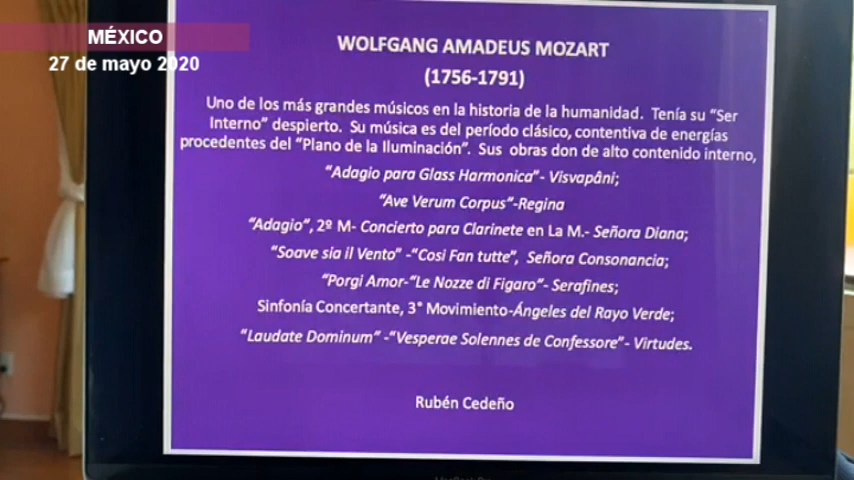 MÉXICO
27 de mayo 2020
WOLFGANG AMADEUS MOZART
(1756-1791)
Uno de los más grandes músicos en la historia de la humanidad. Tenía su “Ser
Interno” despierto. Su música es del período clásico, contentiva de energías
procedentes del “Plano de la Iluminación”. Sus obras don de alto contenido interno,
“Adagio para Glass Harmonica”- Visvapâni;
“Ave Verum Corpus”-Regina
“Adagio”, 2º M- Concierto para Clarinete en La M.- Señora Diana;
“Soave sia il Vento” -“Cosi Fan tutte”, Señora Consonancia;
“Porgi Amor-“Le Nozze di Figaro”- Serafines;
Sinfonía Concertante, 3° Movimiento-Ángeles del Rayo Verde;
“Laudate Dominum” -“Vesperae Solennes de Confessore”- Virtudes.
Rubén Cedeño